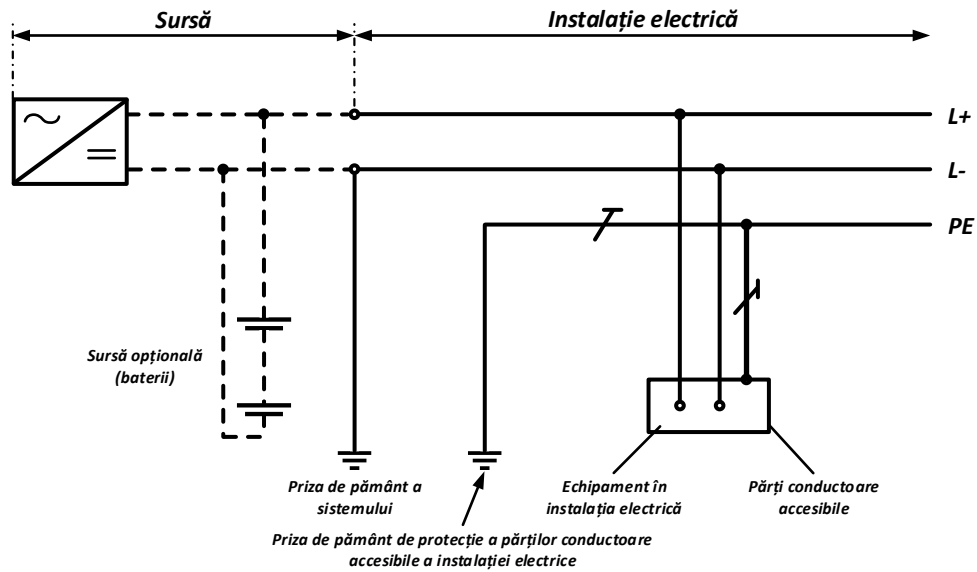 Sursă
Instalație electrică
L+
L-
PE
Sursă opțională
(baterii)
Priza de pământ a
sistemului
Echipament în
instalația electrică
Părți conductoare
accesibile
Priza de pământ de protecție a părților conductoare
accesibile a instalației electrice